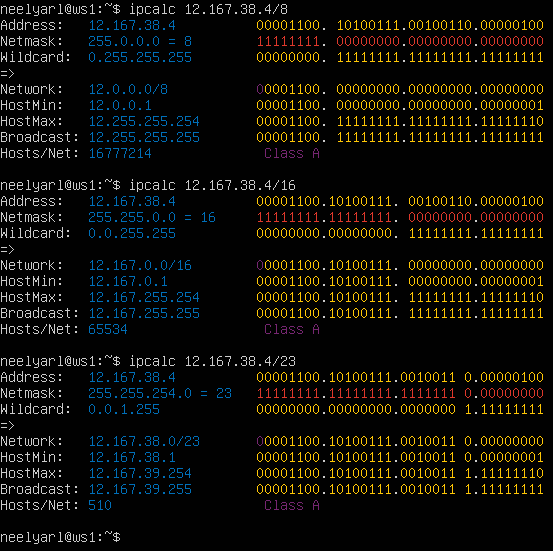 neelyarl@ws1:~$ ipcalc 12.167.38.4/8
Address: 12.167.38.4 00001100. 10100111.00100110.00000100
Netmask: 255.0.0.0 = 8 11111111. 00000000.00000000.00000000
Wildcard: 0.255.255.255 00000000. 11111111.11111111.11111111
=>
Network: 12.0.0.0/8 00001100. 00000000.00000000.00000000
HostMin: 12.0.0.1 00001100. 00000000.00000000.00000001
HostMax: 12.255.255.254 00001100. 11111111.11111111.11111110
Broadcast: 12.255.255.255 00001100. 11111111.11111111.11111111
Hosts/Net: 16777214 Class A
neelyarl@ws1:~$ ipcalc 12.167.38.4/16
Address: 12.167.38.4 00001100.10100111. 00100110.00000100
Netmask: 255.255.0.0 = 16 11111111.11111111. 00000000.00000000
Wildcard: 0.0.255.255 00000000.00000000. 11111111.11111111
=>
Network: 12.167.0.0/16 00001100.10100111. 00000000.00000000
HostMin: 12.167.0.1 00001100.10100111. 00000000.00000001
HostMax: 12.167.255.254 00001100.10100111. 11111111.11111110
Broadcast: 12.167.255.255 00001100.10100111. 11111111.11111111
Hosts/Net: 65534 Class A
neelyarl@ws1:~$ ipcalc 12.167.38.4/23
Address: 12.167.38.4 00001100.10100111.0010011 0.00000100
Netmask: 255.255.254.0 = 23 11111111.11111111.1111111 0.00000000
Wildcard: 0.0.1.255 00000000.00000000.0000000 1.11111111
=>
Network: 12.167.38.0/23 00001100.10100111.0010011 0.00000000
HostMin: 12.167.38.1 00001100.10100111.0010011 0.00000001
HostMax: 12.167.39.254 00001100.10100111.0010011 1.11111110
Broadcast: 12.167.39.255 00001100.10100111.0010011 1.11111111
Hosts/Net: 510 Class A
neelyarl@ws1:~$